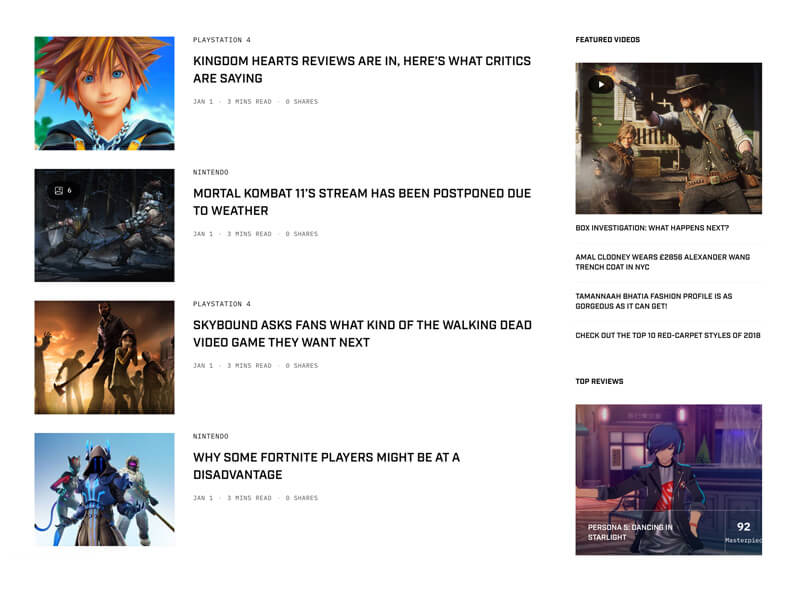 PLAYSTATION 4
KINGDOM HEARTS REVIEWS ARE IN, HERE'S WHAT CRITICS
ARE SAYING
JAN 1 · 3 MINS READ · 0 SHARES
6
NINTENDO
MORTAL KOMBAT 11'S STREAM HAS BEEN POSTPONED DUE
TO WEATHER
JAN 1 · 3 MINS READ · 0 SHARES
PLAYSTATION 4
SKYBOUND ASKS FANS WHAT KIND OF THE WALKING DEAD
VIDEO GAME THEY WANT NEXT
JAN 1 · 3 MINS READ · 0 SHARES
NINTENDO
WHY SOME FORTNITE PLAYERS MIGHT BE AT A
DISADVANTAGE
JAN 1 · 3 MINS READ · 0 SHARES
FEATURED VIDEOS
BOX INVESTIGATION: WHAT HAPPENS NEXT?
AMAL CLOONEY WEARS £2856 ALEXANDER WANG
TRENCH COAT IN NYC
TAMANNAAH BHATIA FASHION PROFILE IS AS
GORGEOUS AS IT CAN GET!
CHECK OUT THE TOP 10 RED-CARPET STYLES OF 2018
TOP REVIEWS
PERSONA 5: DANCING IN
STARLIGHT
92
Masterpiec